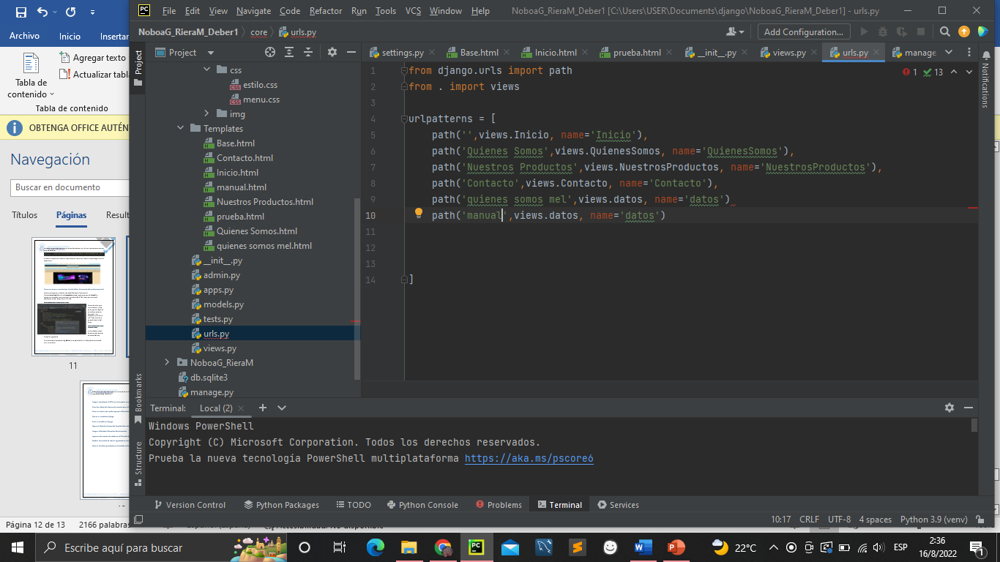 File Edit View Navigate Code Refactor Run Tools VCS Window Help NoboaG_RieraM_Deber1 [C:\Users\USER\Documents\django\NoboaG_RieraM_Deber1] - urls.py
Archivo Inicio Insertar
NoboaG_RieraM_Deber1 core urls.py Add Configuration...
Agregar texto
Actualizar tabla
Tabla de
contenido
Tabla de contenido
OBTENGA OFFICE AUTÉN
Navegación
Buscar en documento
Títulos Páginas Result
11
Página 12 de 13 2166 palabras
Project
Bookmarks
Structure
Project
css
estilo.css
menu.css
img
Templates
Base.html
Contacto.html
Inicio.html
manual.html
Nuestros Productos.html
prueba.html
Quienes Somos.html
quienes somos mel.html
__init__.py
admin.py
apps.py
models.py
tests.py
urls.py
views.py
NoboaG_RieraM
db.sqlite3
manage.py
settings.py Base.html Inicio.html prueba.html __init__.py views.py urls.py manage
Notifications
1 13
1 from django.urls import path
2 from . import views
3
4 urlpatterns = [
5 path('',views.Inicio, name='Inicio'),
6 path('Quienes Somos',views.QuienesSomos, name='QuienesSomos'),
7 path('Nuestros Productos',views.NuestrosProductos, name='NuestrosProductos'),
8 path('Contacto',views.Contacto, name='Contacto'),
9 path('quienes somos mel',views.datos, name='datos')
10 path('manual',views.datos, name='datos')
11
12
13
14 ]
Terminal: Local (2)
Windows PowerShell
Copyright (C) Microsoft Corporation. Todos los derechos reservados.
Prueba la nueva tecnología PowerShell multiplataforma https://aka.ms/pscore6
Version Control Python Packages TODO Python Console Problems Terminal Services
10:17 CRLF UTF-8 4 spaces Python 3.9 (venv)
Escribe aquí para buscar
22°C ESP 2:36
16/8/2022
1